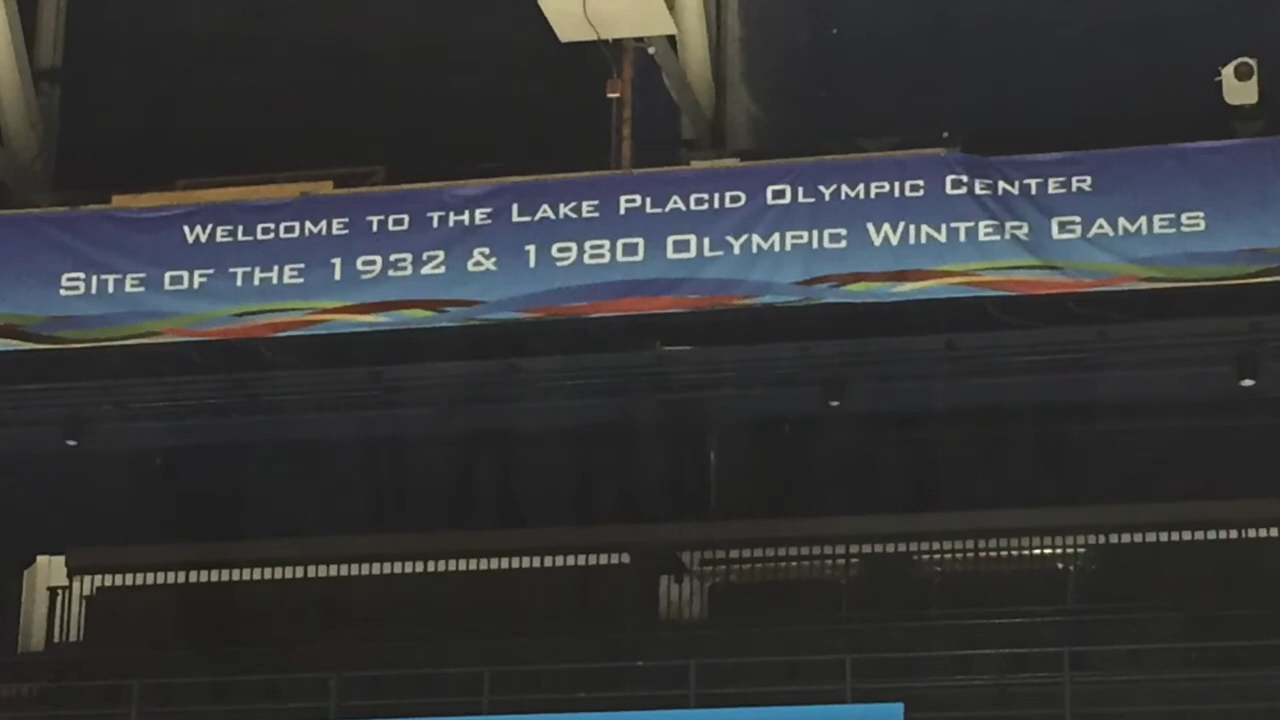 Welcome to the Lake Placid Olympic Center
Site of the 1932 & 1980 Olympic Winter Games